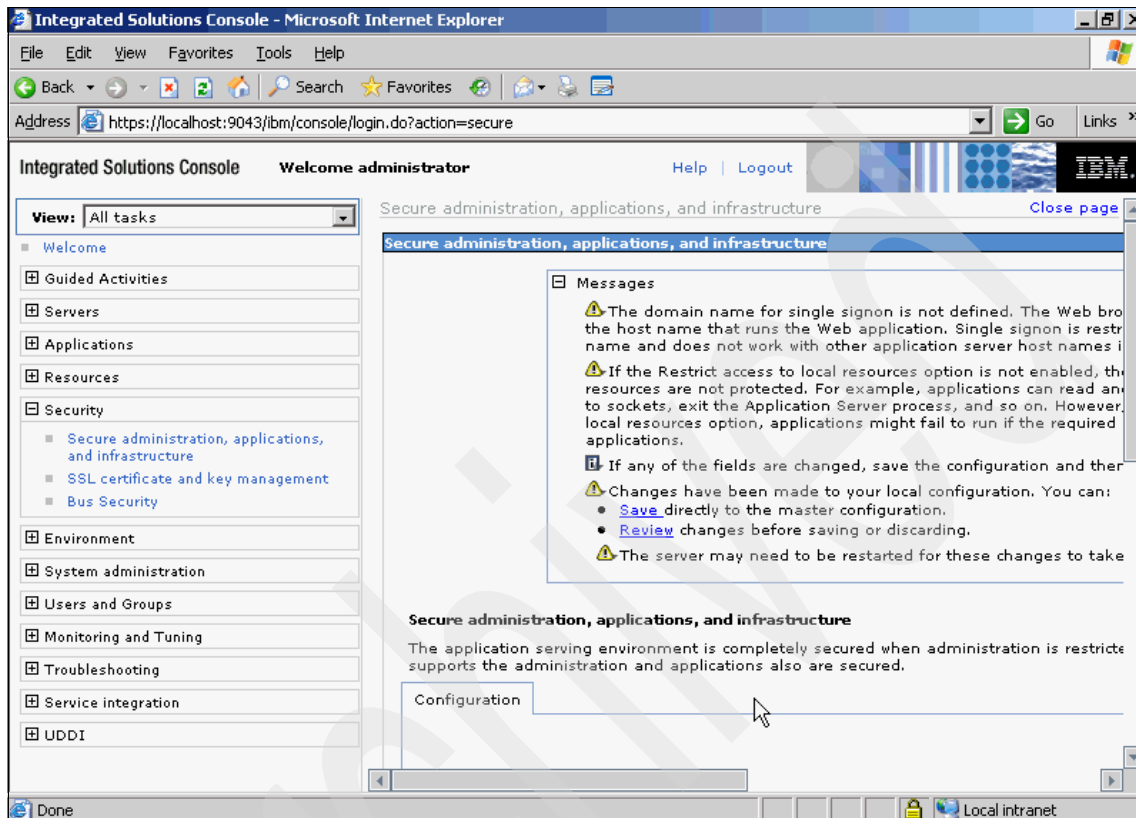 Integrated Solutions Console - Microsoft Internet Explorer
File Edit View Favorites Tools Help
Back Search Favorites
Address https://localhost:9043/ibm/console/login.do?action=secure Go Links »
Integrated Solutions Console Welcome administrator Help | Logout IBM.
View: All tasks
Welcome
Guided Activities
Servers
Applications
Resources
Security
Secure administration, applications,
and infrastructure
SSL certificate and key management
Bus Security
Environment
System administration
Users and Groups
Monitoring and Tuning
Troubleshooting
Service integration
UDDI
Secure administration, applications, and infrastructure Close page
Secure administration, applications, and infrastructure
Messages
The domain name for single signon is not defined. The Web bro
the host name that runs the Web application. Single signon is restr
name and does not work with other application server host names i
If the Restrict access to local resources option is not enabled, the
resources are not protected. For example, applications can read and
to sockets, exit the Application Server process, and so on. However,
local resources option, applications might fail to run if the required
applications.
If any of the fields are changed, save the configuration and then
Changes have been made to your local configuration. You can:
Save directly to the master configuration.
Review changes before saving or discarding.
The server may need to be restarted for these changes to take
Secure administration, applications, and infrastructure
The application serving environment is completely secured when administration is restricte
supports the administration and applications also are secured.
Configuration
Done Local intranet